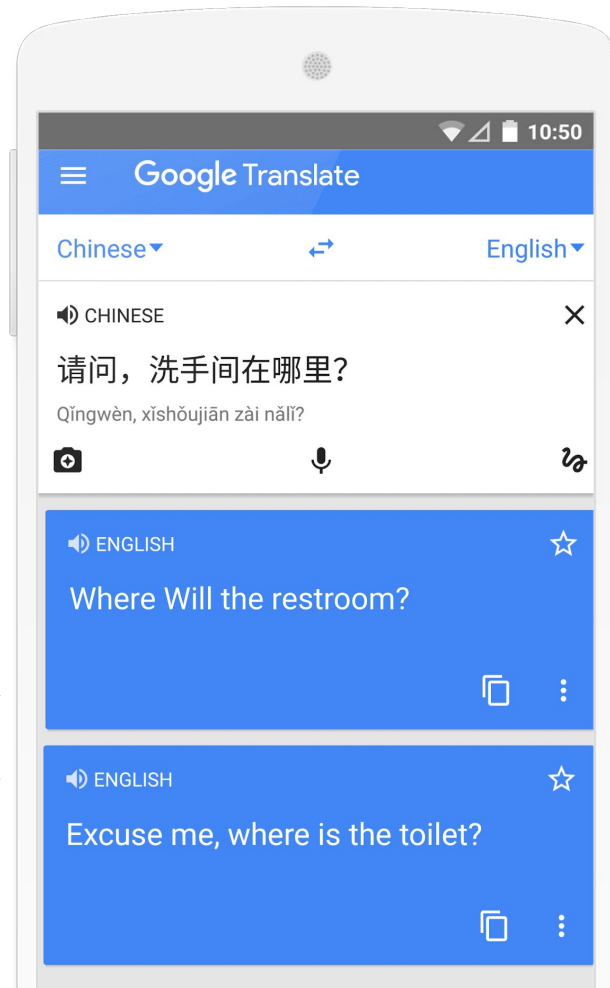 10:50
Google Translate
Chinese English
CHINESE
请问，洗手间在哪里？
Qǐngwèn, xǐshǒujiān zài nǎlǐ?
ENGLISH
Where Will the restroom?
ENGLISH
Excuse me, where is the toilet?